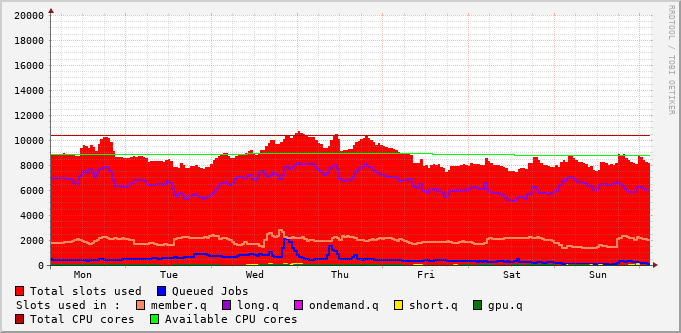 20000
18000
16000
14000
12000
10000
8000
6000
4000
2000
0
Mon Tue Wed Thu Fri Sat Sun
Total slots used Queued Jobs
Slots used in : member.q long.q ondemand.q short.q gpu.q
Total CPU cores Available CPU cores
RRDTOOL / TOBI OETIKER